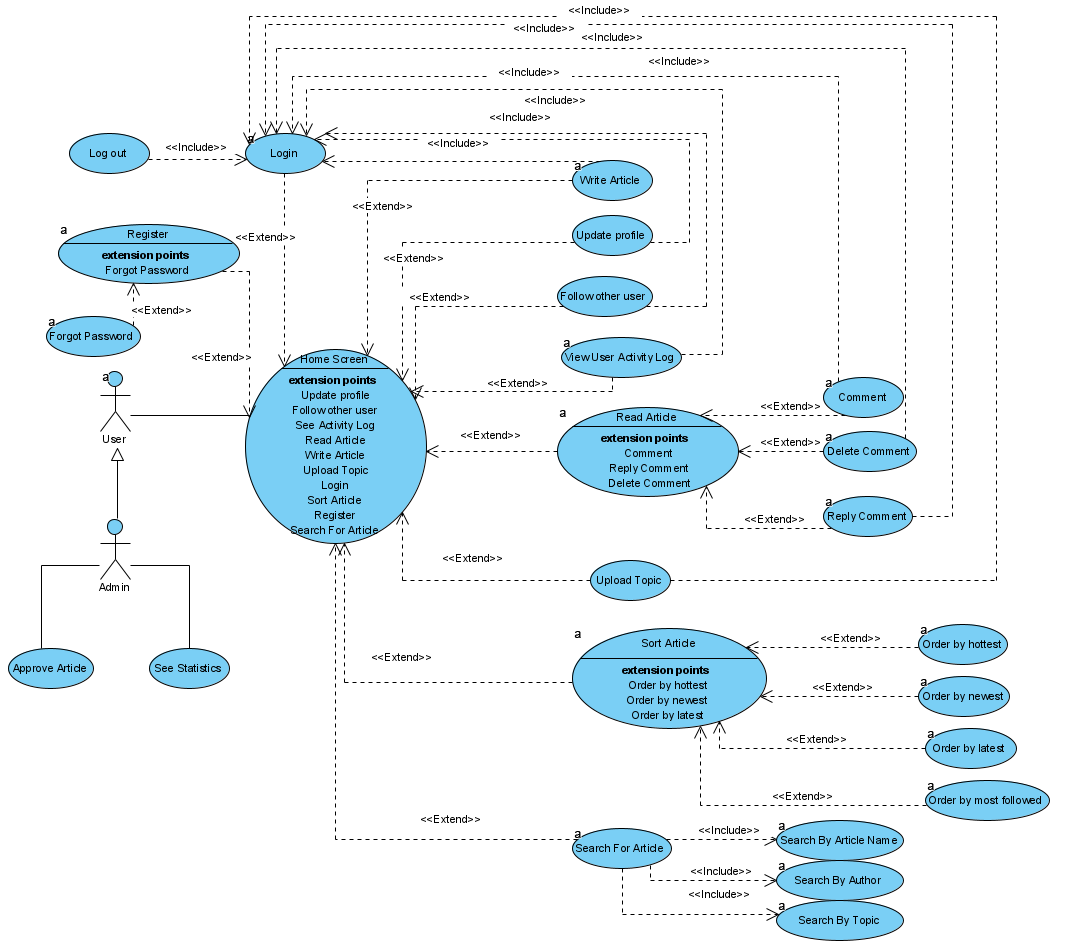 <<Include>>
<<Include>>
<<Include>>
<<Include>>
<<Include>>
<<Include>>
<<Include>>
<<Include>>
<<Include>>
Log out
a
Login
a
Write Article
<<Extend>>
Update profile
<<Extend>>
a
Register
extension points
Forgot Password
<<Extend>>
<<Extend>>
Follow other user
<<Extend>>
a
Forgot Password
<<Extend>>
a
View User Activity Log
<<Extend>>
Home Screen
extension points
Update profile
Follow other user
See Activity Log
Read Article
Write Article
Upload Topic
Login
Sort Article
Register
Search For Article
a
User
<<Extend>>
a
Read Article
extension points
Comment
Reply Comment
Delete Comment
<<Extend>>
a
Comment
<<Extend>>
a
Delete Comment
<<Extend>>
a
Reply Comment
<<Extend>>
<<Extend>>
Upload Topic
Admin
Approve Article
See Statistics
<<Extend>>
a
Sort Article
extension points
Order by hottest
Order by newest
Order by latest
<<Extend>>
a
Order by hottest
<<Extend>>
a
Order by newest
<<Extend>>
a
Order by latest
<<Extend>>
a
Order by most followed
<<Extend>>
a
Search For Article
<<Include>>
a
Search By Article Name
<<Include>>
a
Search By Author
<<Include>>
a
Search By Topic